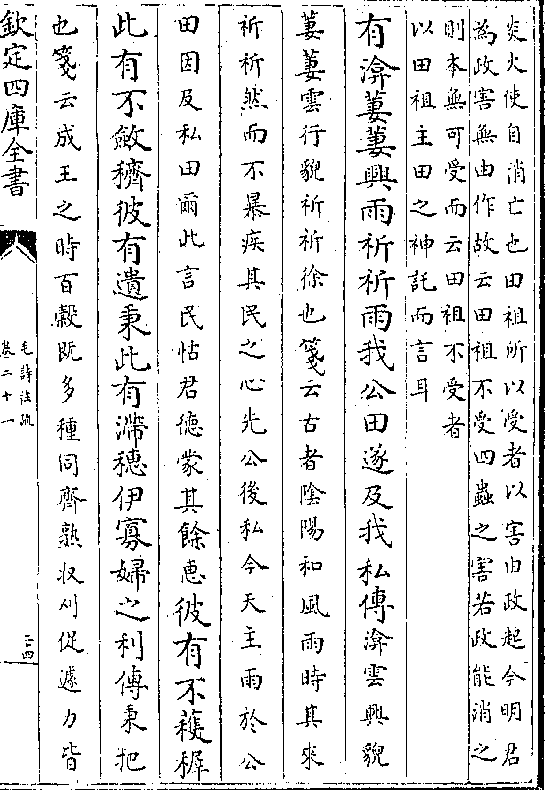 炎火使自消亡也田祖所以受者以害由政起今明君
為政害無由作故云田祖不受四蟲之害若政能消之
則本無可受而云田祖不受者
以田祖主田之神託而言耳
有渰萋萋興雨祈祈雨我公田遂及我私傳渰雲興貌
萋萋雲行貌祈祈徐也箋云古者陰陽和風雨時其來
祈祈然而不暴疾其民之心先公後私今天主雨於公
田因及私田爾此言民怙君德蒙其餘惠彼有不穫穉
此有不斂穧彼有遺秉此有滯穗伊寡婦之利傳秉把
也箋云成王之時百穀既多種同齊熟収刈促遽力皆
欽定四庫全書
毛詩注疏
卷二十一
二四